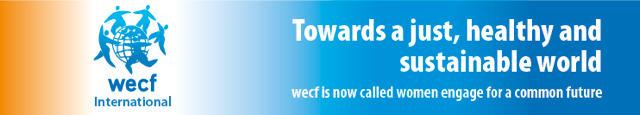 wecf
International
Towards a just, healthy and
sustainable world
wecf is now called women engage for a common future